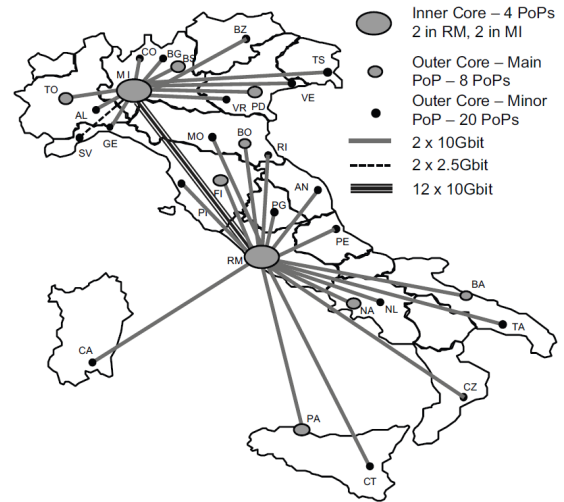 Inner Core – 4 PoPs
2 in RM, 2 in MI
Outer Core – Main
PoP – 8 PoPs
Outer Core – Minor
PoP – 20 PoPs
2 x 10Gbit
2 x 2.5Gbit
12 x 10Gbit
BZ
CO
BG
BS
TS
M I
TO
VE
VR
PD
AL
GE
SV
MO
BO
RI
FI
AN
PI
PG
PE
RM
BA
NA
NL
TA
CA
CZ
PA
CT